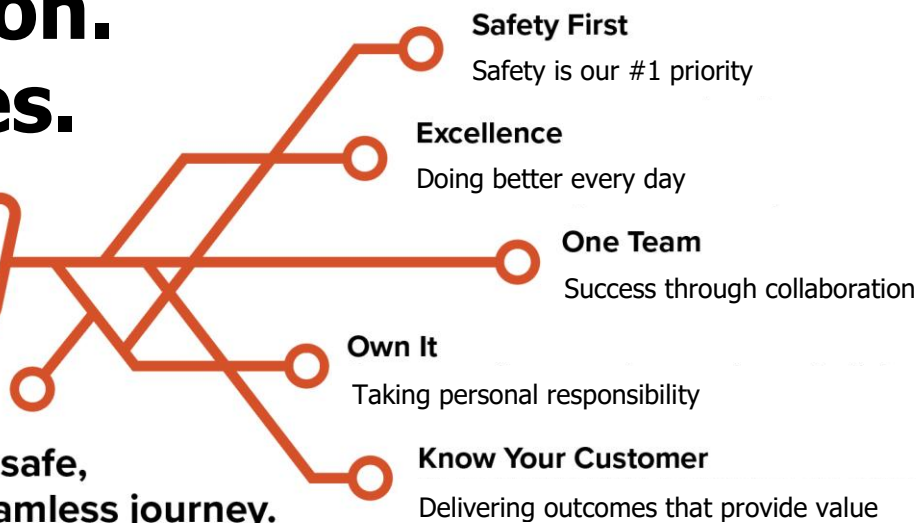 on.
es.
Safety First
Safety is our #1 priority
Excellence
Doing better every day
One Team
Success through collaboration
Own It
Taking personal responsibility
Know Your Customer
Delivering outcomes that provide value
safe,
amless journey.